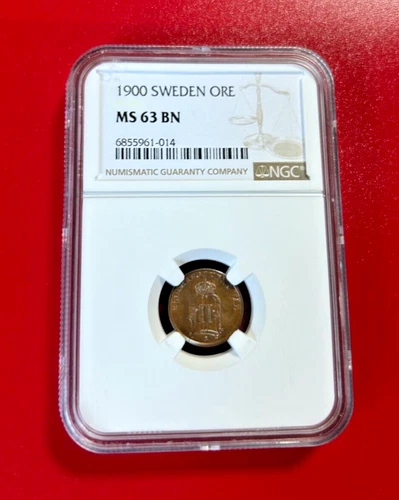 1900 SWEDEN ORE
MS 63 BN
6855961-014
NUMISMATIC GUARANTY COMPANY
NGC